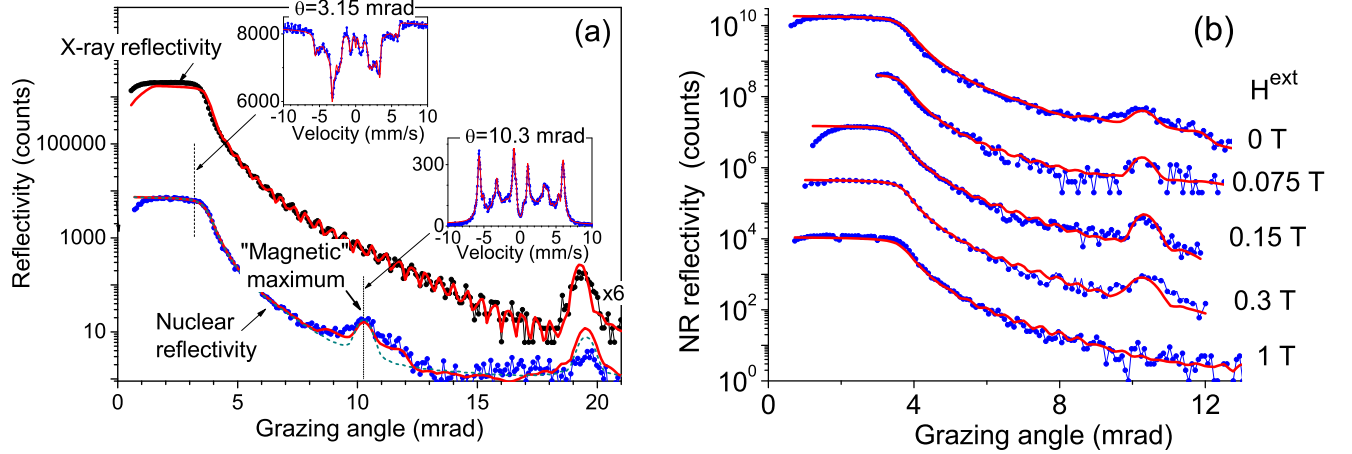 θ=3.15 mrad
(a)
X-ray reflectivity
8000
6000
-10 -5 0 5 10
Velocity (mm/s)
θ=10.3 mrad
300
0
-10 -5 0 5 10
Velocity (mm/s)
"Magnetic"
maximum
x6
Nuclear
reflectivity
Reflectivity (counts)
100000
1000
10
0 5 10 15 20
Grazing angle (mrad)
(b)
H^ext
0 T
0.075 T
0.15 T
0.3 T
1 T
NR reflectivity (counts)
10^10
10^8
10^6
10^4
10^2
10^0
0 4 8 12
Grazing angle (mrad)